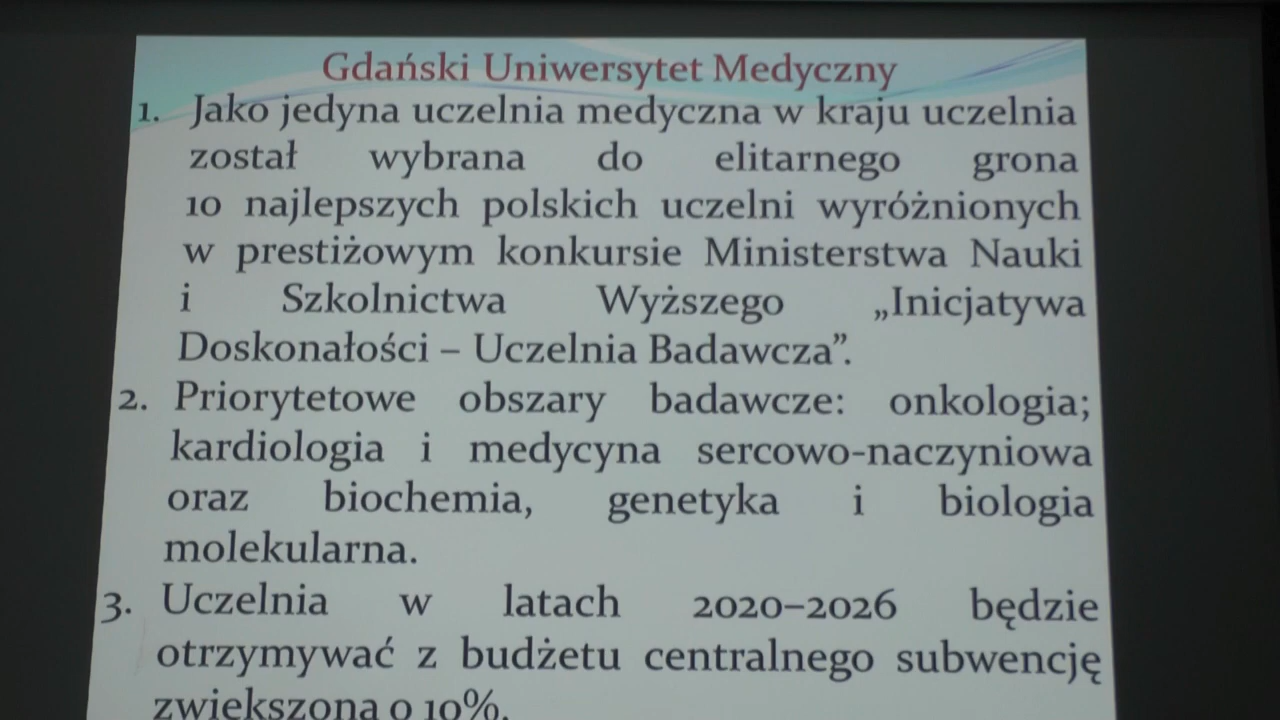 Gdański Uniwersytet Medyczny
1. Jako jedyna uczelnia medyczna w kraju uczelnia
został wybrana do elitarnego grona
10 najlepszych polskich uczelni wyróżnionych
w prestiżowym konkursie Ministerstwa Nauki
i Szkolnictwa Wyższego „Inicjatywa
Doskonałości – Uczelnia Badawcza”.
2. Priorytetowe obszary badawcze: onkologia;
kardiologia i medycyna sercowo-naczyniowa
oraz biochemia, genetyka i biologia
molekularna.
3. Uczelnia w latach 2020–2026 będzie
otrzymywać z budżetu centralnego subwencję
zwiększoną o 10%.